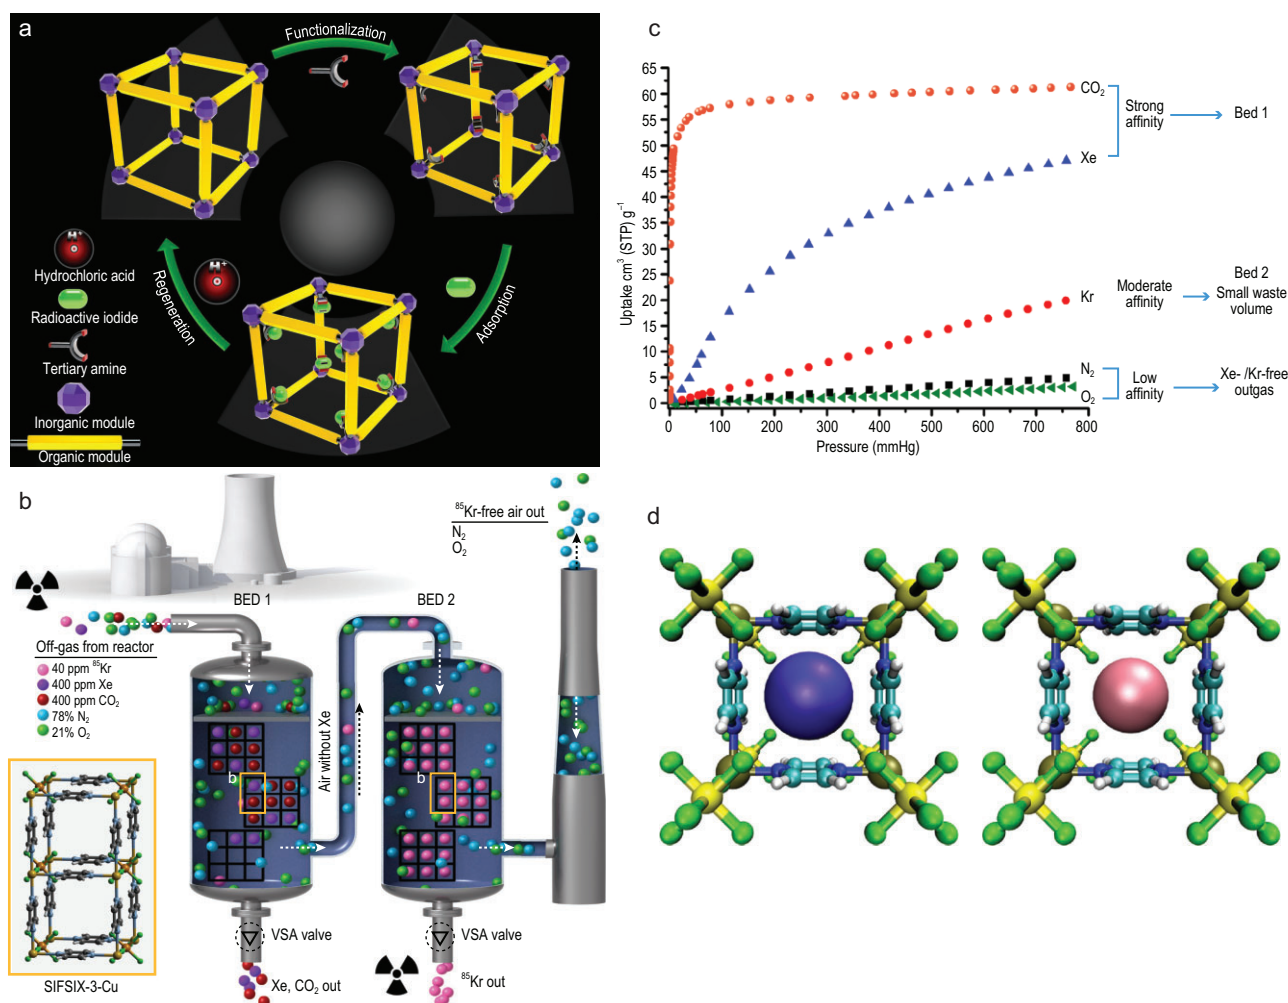 a
Functionalization
Adsorption
Regeneration
H⁺
H⁺
Hydrochloric acid
Radioactive iodide
Tertiary amine
Inorganic module
Organic module
b
⁸⁵Kr-free air out
N₂
O₂
BED 1
BED 2
Off-gas from reactor
40 ppm ⁸⁵Kr
400 ppm Xe
400 ppm CO₂
78% N₂
21% O₂
Air without Xe
b
b
VSA valve
VSA valve
Xe, CO₂ out
⁸⁵Kr out
SIFSIX-3-Cu
c
Uptake cm³ (STP) g⁻¹
65
60
55
50
45
40
35
30
25
20
15
10
5
0
0
100
200
300
400
500
600
700
800
Pressure (mmHg)
CO₂
Xe
Kr
N₂
O₂
Strong
affinity
Bed 1
Moderate
affinity
Bed 2
Small waste
volume
Low
affinity
Xe- /Kr-free
outgas
d